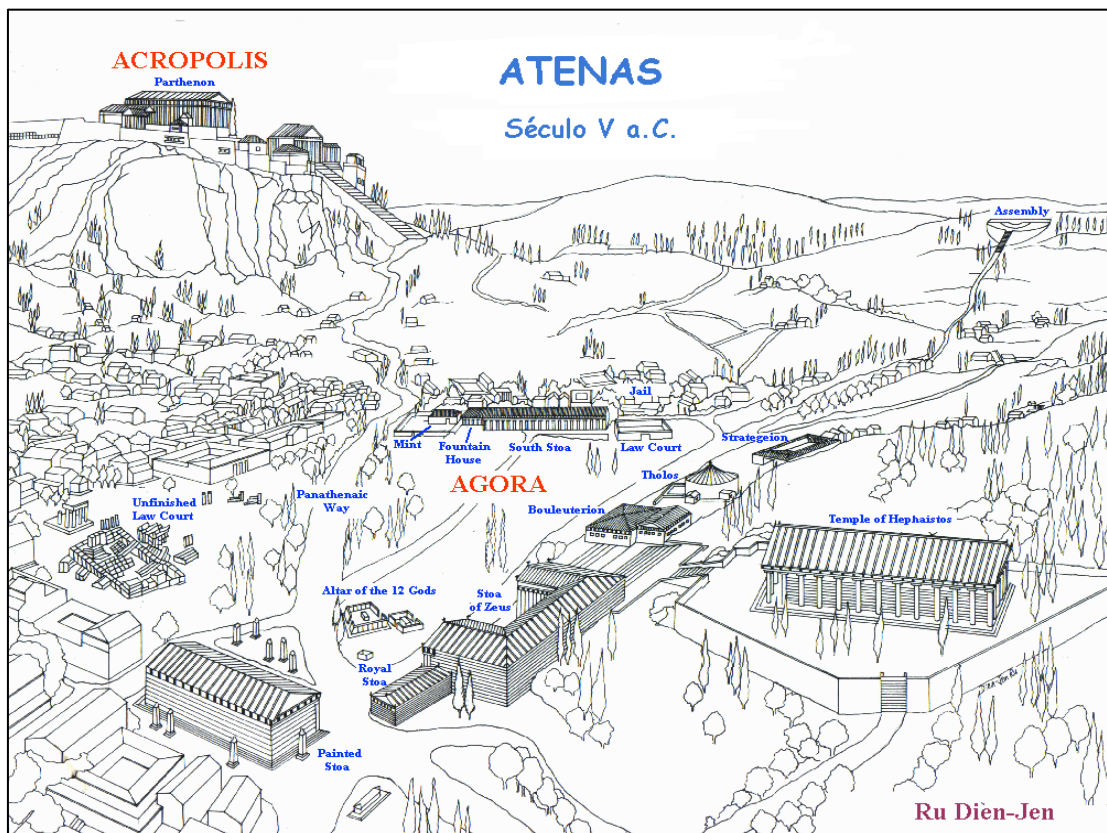 ACROPOLIS
Parthenon
ATENAS
Século V a.C.
Assembly
Jail
Mint
Fountain
House
South Stoa
Law Court
Strategeion
AGORA
Tholos
Unfinished
Law Court
Panathenaic
Way
Bouleuterion
Temple of Hephaistos
Altar of the 12 Gods
Stoa
of Zeus
Royal
Stoa
Painted
Stoa
Ru Dien-Jen